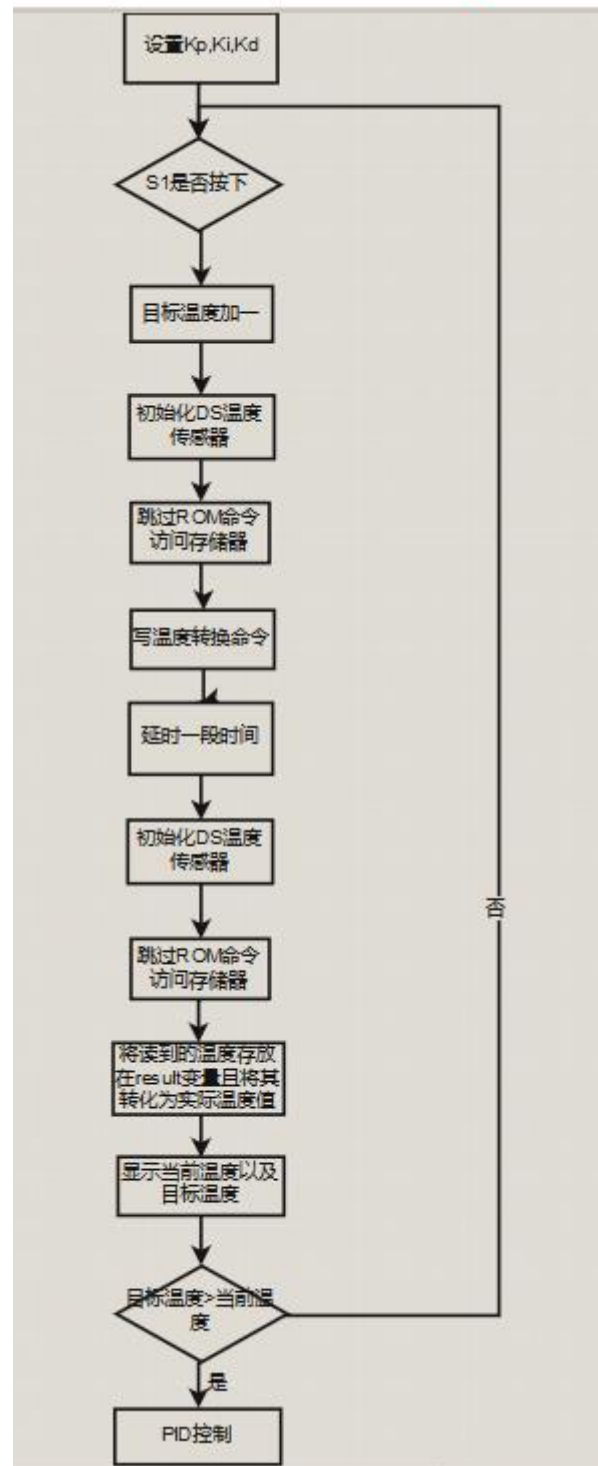 设置Kp,Ki,Kd
S1是否按下
目标温度加一
初始化DS温度
传感器
跳过ROM命令
访问存储器
写温度转换命令
延时一段时间
初始化DS温度
传感器
否
跳过ROM命令
访问存储器
将读到的温度存放
在result变量且将其
转化为实际温度值
显示当前温度以及
目标温度
目标温度>当前温
度
是
PID控制